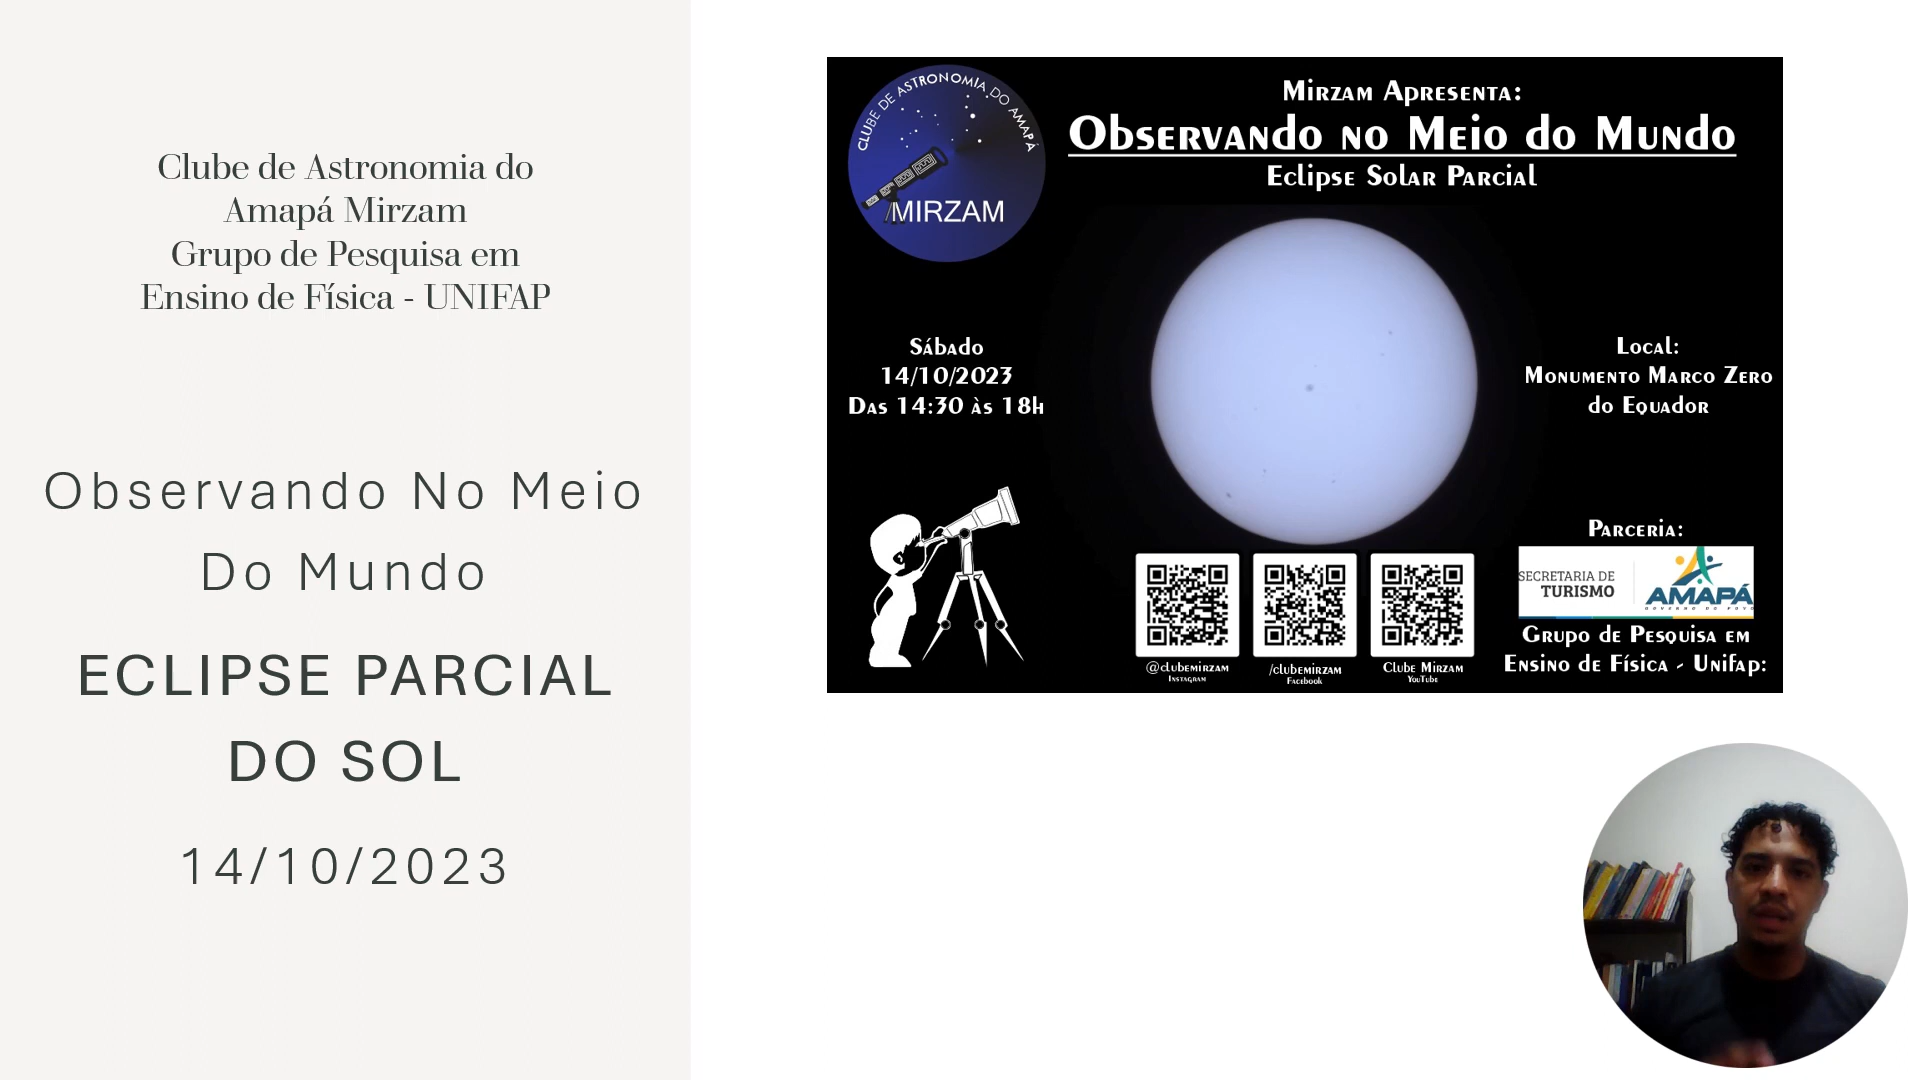 Clube de Astronomia do
Amapá Mirzam
Grupo de Pesquisa em
Ensino de Física - UNIFAP
Observando No Meio
Do Mundo
ECLIPSE PARCIAL
DO SOL
14/10/2023
CLUBE DE ASTRONOMIA DO AMAPÁ
MIRZAM
Mirzam Apresenta:
Observando no Meio do Mundo
Eclipse Solar Parcial
Sábado
14/10/2023
Das 14:30 às 18h
Local:
Monumento Marco Zero
do Equador
Parceria:
SECRETARIA DE
TURISMO
AMAPÁ
GOVERNO DO POVO
Grupo de Pesquisa em
Ensino de Física - Unifap:
@clubemirzam
Instagram
/clubemirzam
Facebook
Clube Mirzam
YouTube